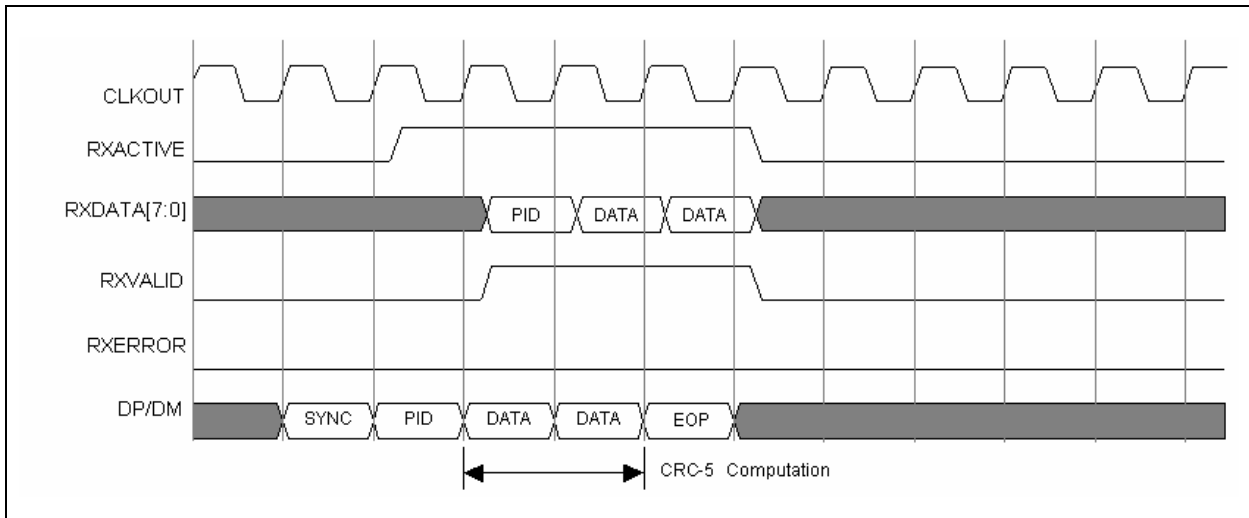 CLKOUT
RXACTIVE
RXDATA[7:0]
PID DATA DATA
RXVALID
RXERROR
DP/DM
SYNC PID DATA DATA EOP
CRC-5 Computation